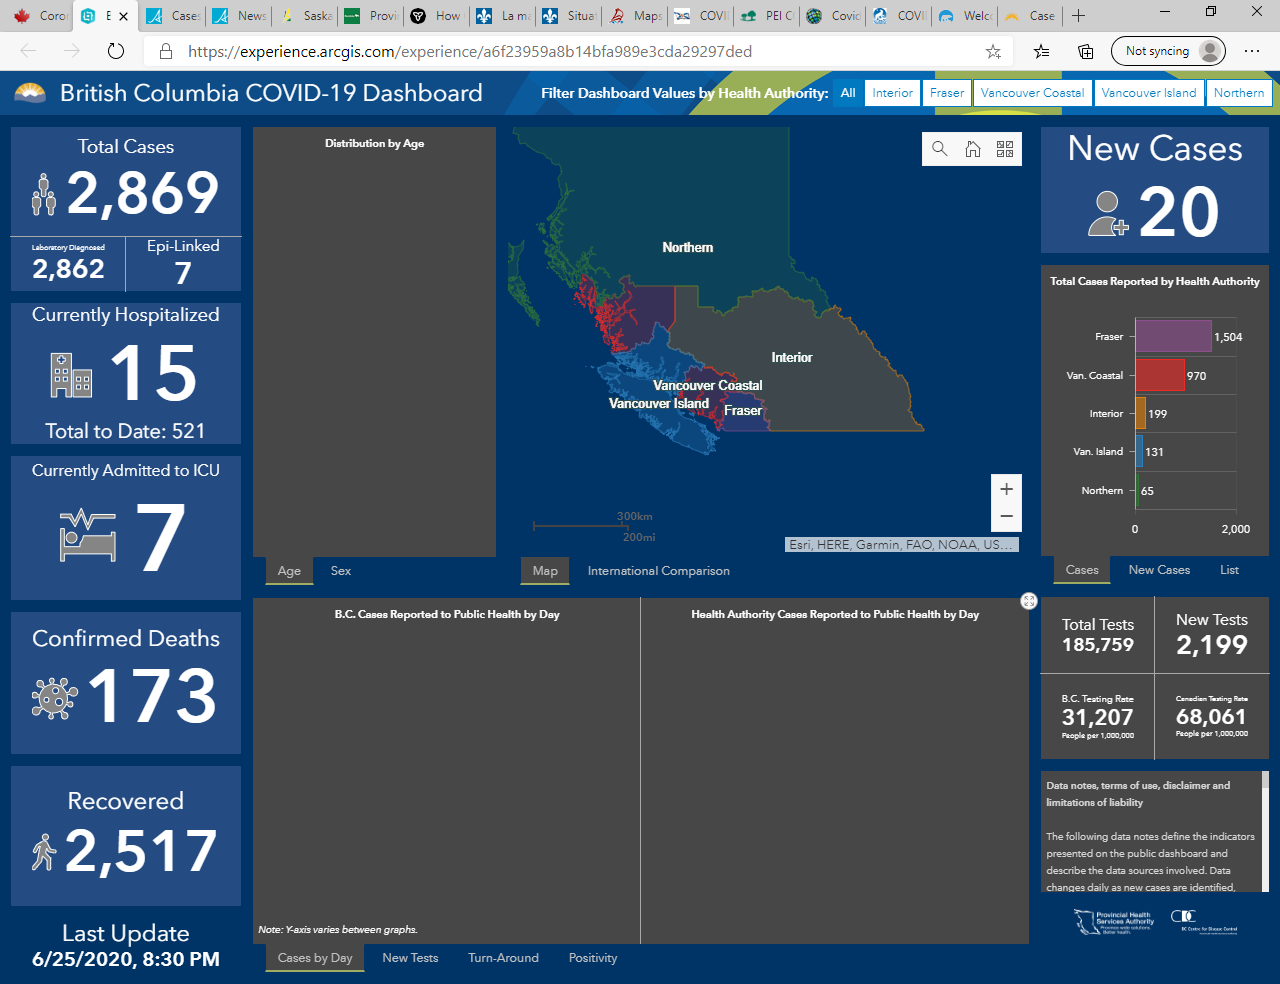 Coror
E
Case:
News
Saska
Provi
How
La ma
Situat
Maps
COVI
PEI C
Covid
COVI
Welc
Case
https://experience.arcgis.com/experience/a6f23959a8b14bfa989e3cda29297ded
Not syncing
British Columbia COVID-19 Dashboard
Filter Dashboard Values by Health Authority:
All
Interior
Fraser
Vancouver Coastal
Vancouver Island
Northern
Total Cases
2,869
Laboratory Diagnosed
2,862
Epi-Linked
7
Currently Hospitalized
15
Total to Date: 521
Currently Admitted to ICU
7
Confirmed Deaths
173
Recovered
2,517
Last Update
6/25/2020, 8:30 PM
Distribution by Age
Age
Sex
Northern
Interior
Vancouver Coastal
Vancouver Island
Fraser
300km
200mi
Esri, HERE, Garmin, FAO, NOAA, US...
Map
International Comparison
B.C. Cases Reported to Public Health by Day
Health Authority Cases Reported to Public Health by Day
Note: Y-axis varies between graphs.
Cases by Day
New Tests
Turn-Around
Positivity
New Cases
20
Total Cases Reported by Health Authority
Fraser
1,504
Van. Coastal
970
Interior
199
Van. Island
131
Northern
65
0
2,000
Cases
New Cases
List
Total Tests
185,759
New Tests
2,199
B.C. Testing Rate
31,207
People per 1,000,000
Canadian Testing Rate
68,061
People per 1,000,000
Data notes, terms of use, disclaimer and
limitations of liability
The following data notes define the indicators
presented on the public dashboard and
describe the data sources involved. Data
changes daily as new cases are identified,
Provincial Health
Services Authority
Province-wide solutions.
Better health.
BC Centre for Disease Control